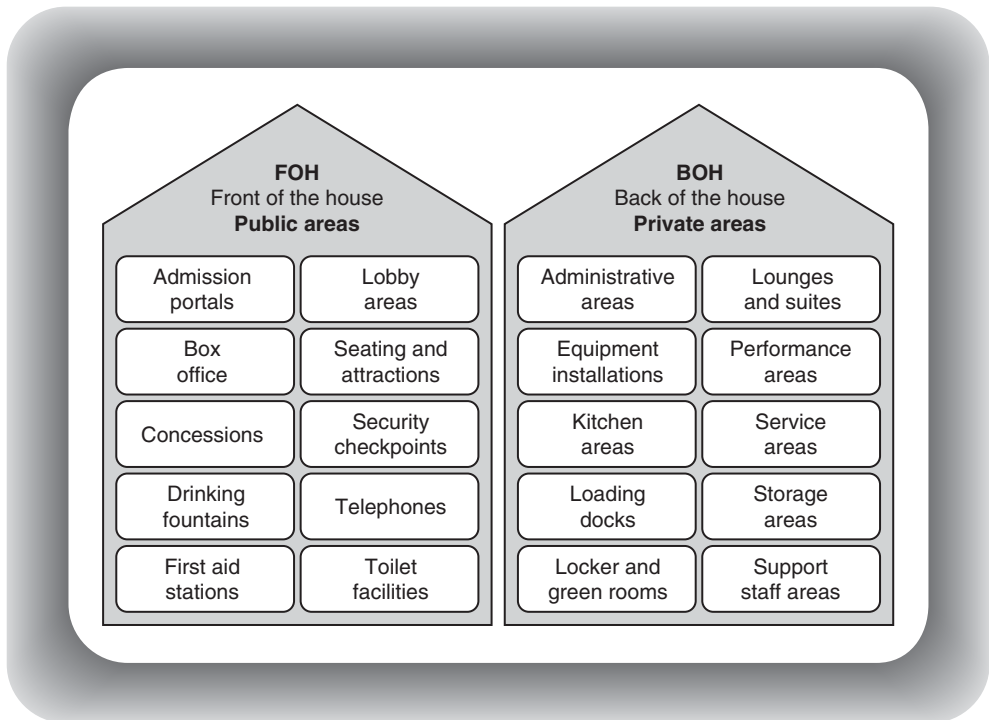 FOH
Front of the house
Public areas
Admission
portals
Lobby
areas
Box
office
Seating and
attractions
Concessions
Security
checkpoints
Drinking
fountains
Telephones
First aid
stations
Toilet
facilities
BOH
Back of the house
Private areas
Administrative
areas
Lounges
and suites
Equipment
installations
Performance
areas
Kitchen
areas
Service
areas
Loading
docks
Storage
areas
Locker and
green rooms
Support
staff areas